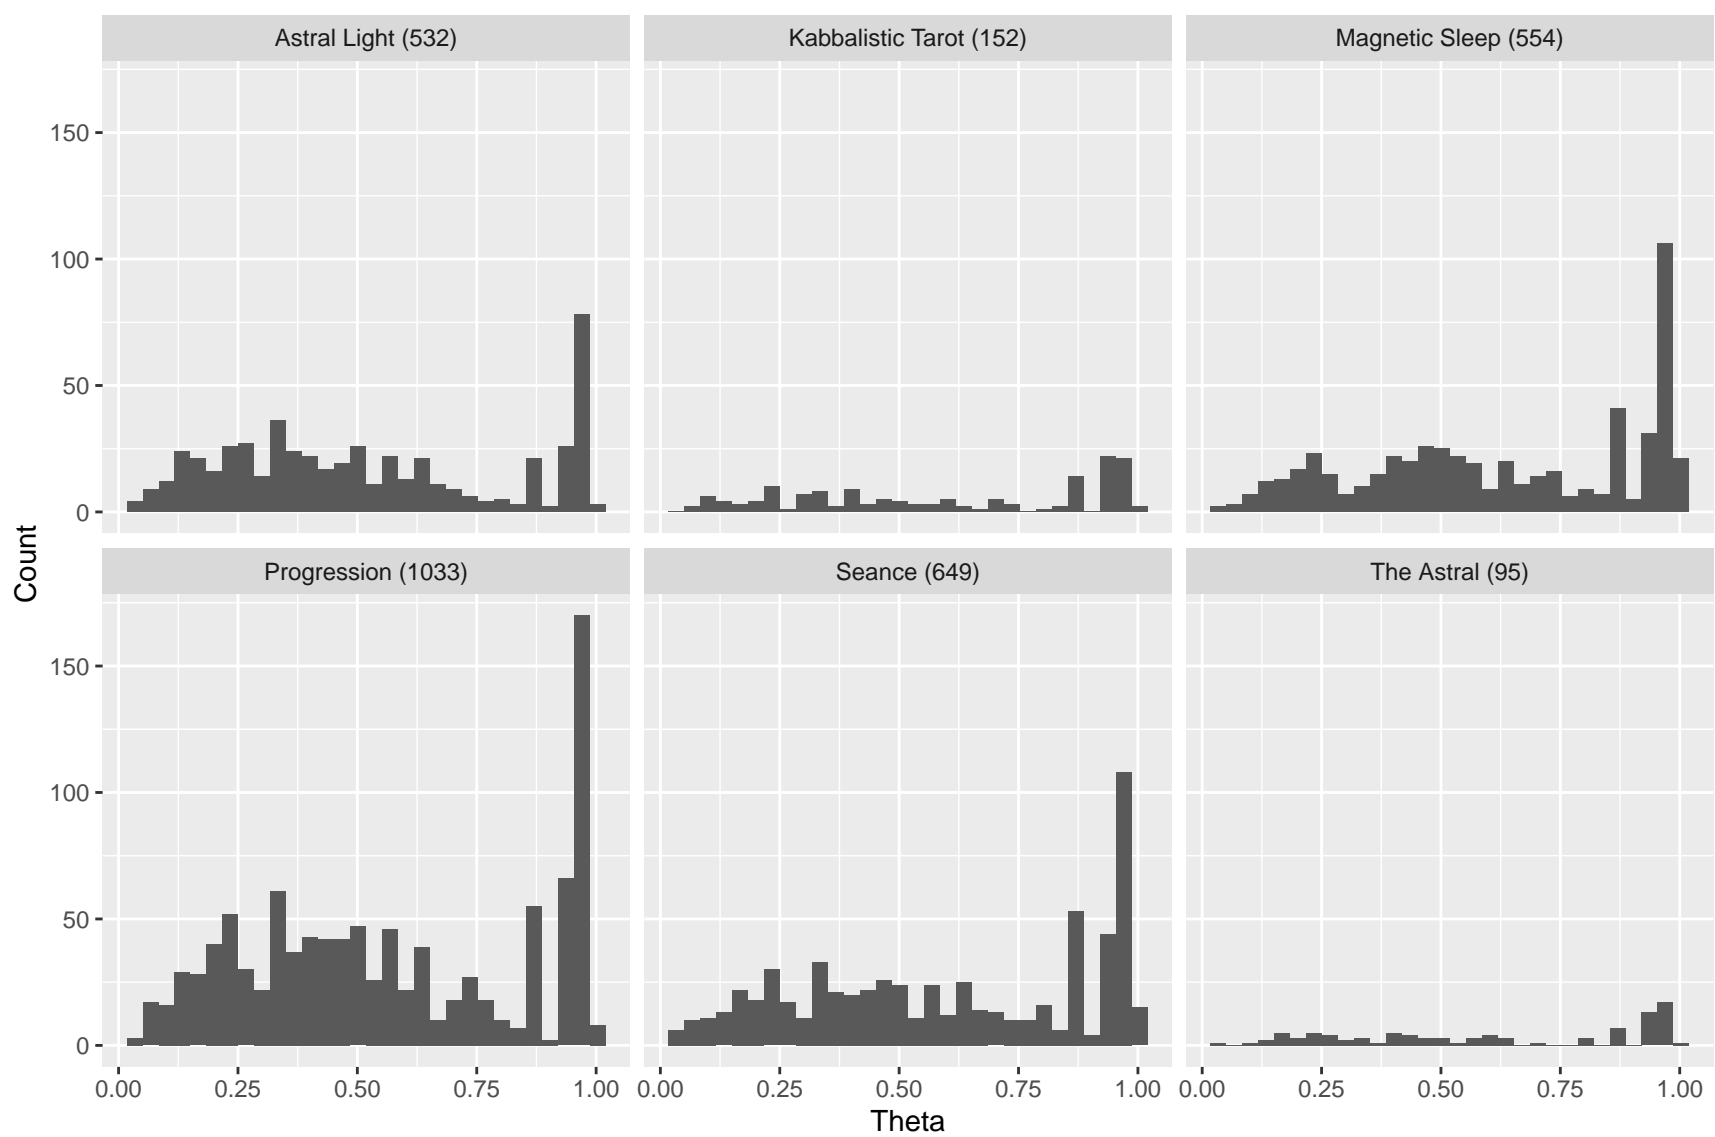 Astral Light (532)
Kabbalistic Tarot (152)
Magnetic Sleep (554)
150
100
50
0
Progression (1033)
Seance (649)
The Astral (95)
150
100
50
0
Count
0.00 0.25 0.50 0.75 1.00
0.00 0.25 0.50 0.75 1.00
0.00 0.25 0.50 0.75 1.00
Theta